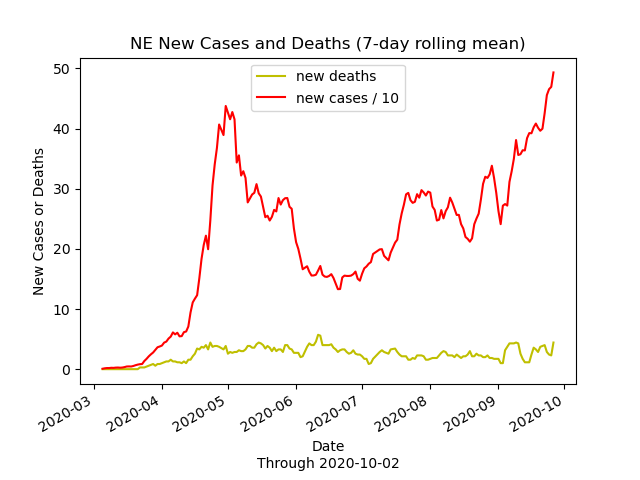 NE New Cases and Deaths (7-day rolling mean)
new deaths
new cases / 10
New Cases or Deaths
50
40
30
20
10
0
2020-03
2020-04
2020-05
2020-06
2020-07
2020-08
2020-09
2020-10
Date
Through 2020-10-02